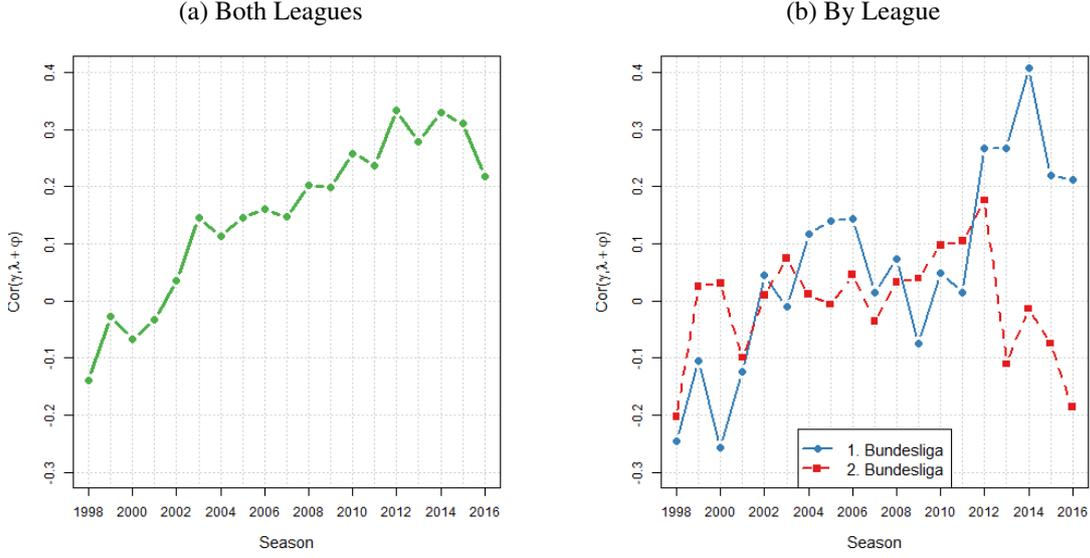 (a) Both Leagues
Cor(γ,λ + φ)
0.4
0.3
0.2
0.1
0
-0.1
-0.2
-0.3
1998 2000 2002 2004 2006 2008 2010 2012 2014 2016
Season
(b) By League
Cor(γ,λ + φ)
0.4
0.3
0.2
0.1
0
-0.1
-0.2
-0.3
1. Bundesliga
2. Bundesliga
1998 2000 2002 2004 2006 2008 2010 2012 2014 2016
Season